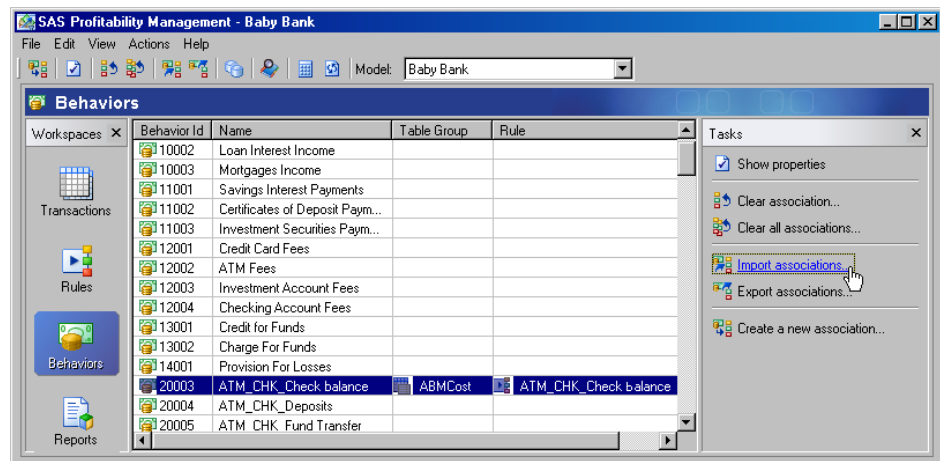 SAS Profitability Management - Baby Bank
File Edit View Actions Help
Model: Baby Bank
Behaviors
Workspaces
Transactions
Rules
Behaviors
Reports
Behavior Id Name Table Group Rule
10002 Loan Interest Income
10003 Mortgages Income
11001 Savings Interest Payments
11002 Certificates of Deposit Paym...
11003 Investment Securities Paym...
12001 Credit Card Fees
12002 ATM Fees
12003 Investment Account Fees
12004 Checking Account Fees
13001 Credit for Funds
13002 Charge For Funds
14001 Provision For Losses
20003 ATM_CHK_Check balance ABMCost ATM_CHK_Check balance
20004 ATM_CHK_Deposits
20005 ATM_CHK_Fund Transfer
Tasks
Show properties
Clear association...
Clear all associations...
Import associations...
Export associations...
Create a new association...